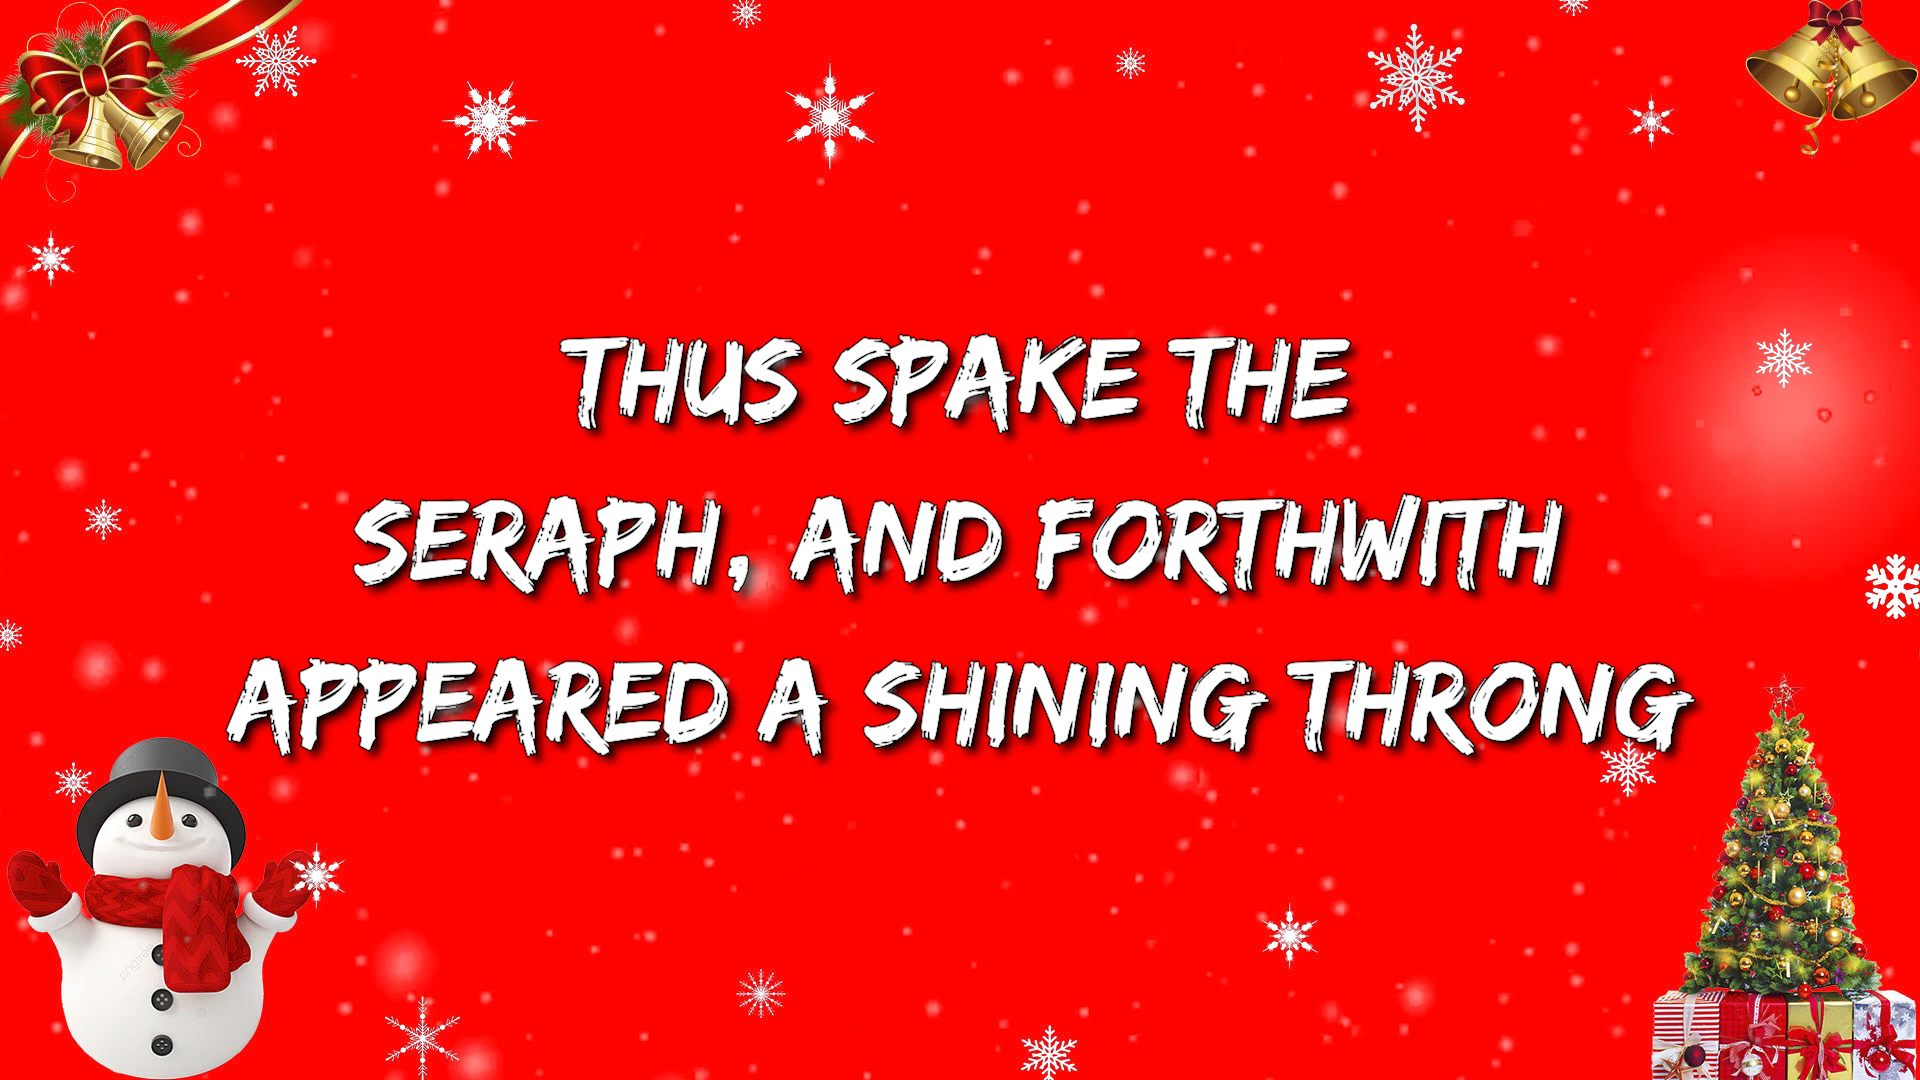 THUS SPAKE THE
SERAPH, AND FORTHWITH
APPEARED A SHINING THRONG